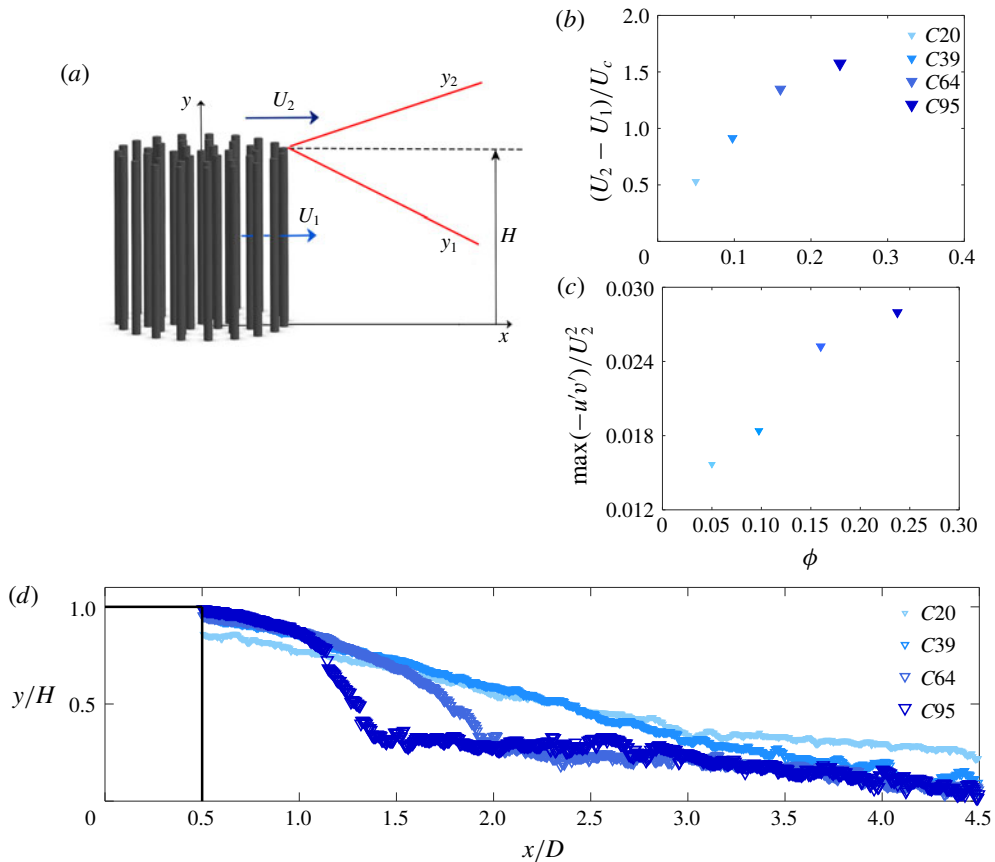 (a)
y
U₂
y₂
U₁
y₁
H
x
(b)
(U₂ − U₁)/U_c
2.0
1.5
1.0
0.5
0
0.1
0.2
0.3
0.4
C20
C39
C64
C95
(c)
max(−u′v′)/U₂²
0.030
0.024
0.018
0.012
0
0.05
0.10
0.15
0.20
0.25
0.30
ϕ
(d)
y/H
1.0
0.5
0
0.5
1.0
1.5
2.0
2.5
3.0
3.5
4.0
4.5
x/D
C20
C39
C64
C95